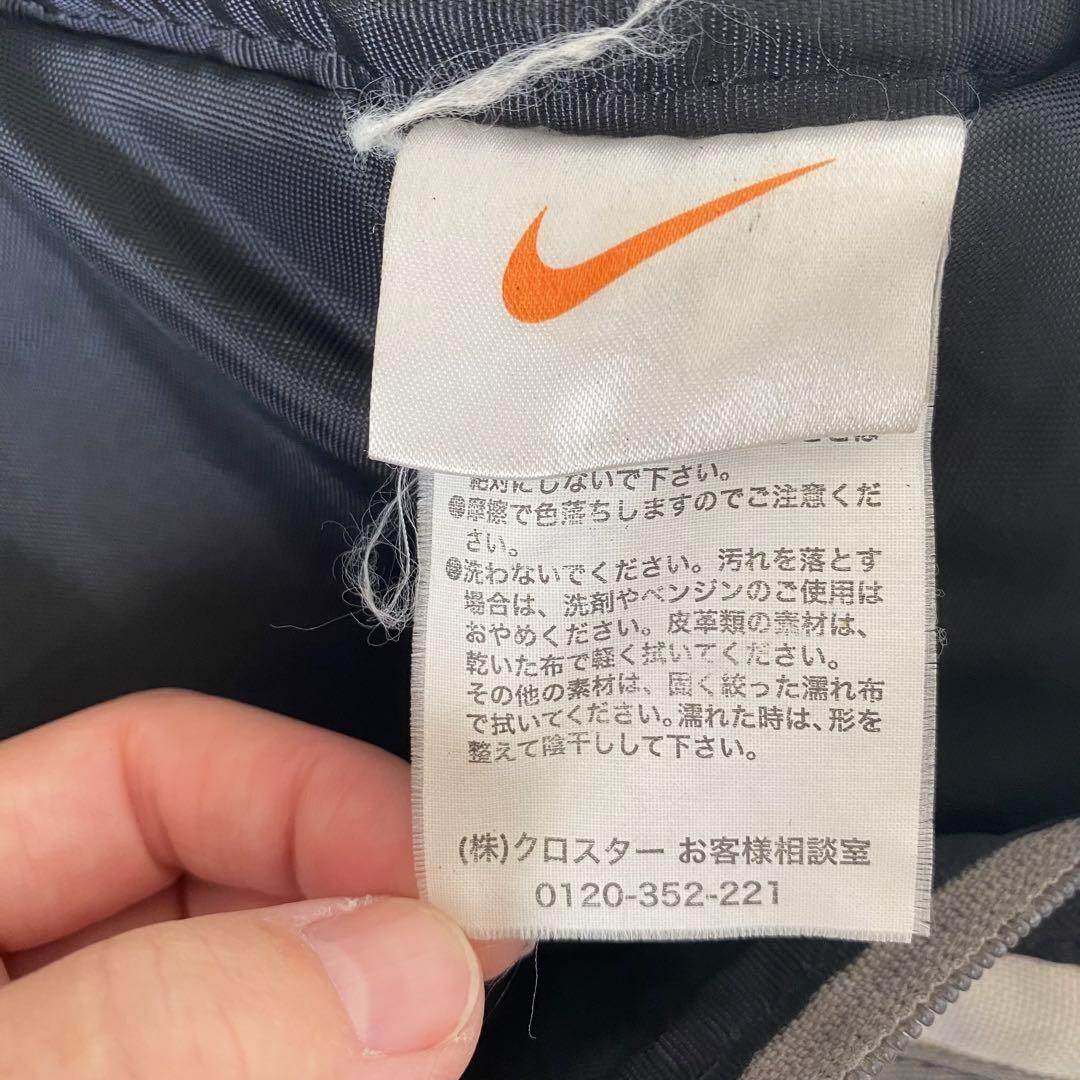 絶対にしないで下さい。
●摩擦で色落ちしますのでご注意くだ
さい。
●洗わないでください。汚れを落とす
場合は、洗剤やベンジンのご使用は
おやめください。皮革類の素材は、
乾いた布で軽く拭いてください。
その他の素材は、固く絞った濡れ布
で拭いてください。濡れた時は、形を
整えて陰干しして下さい。
(株)クロスター お客様相談室
0120-352-221